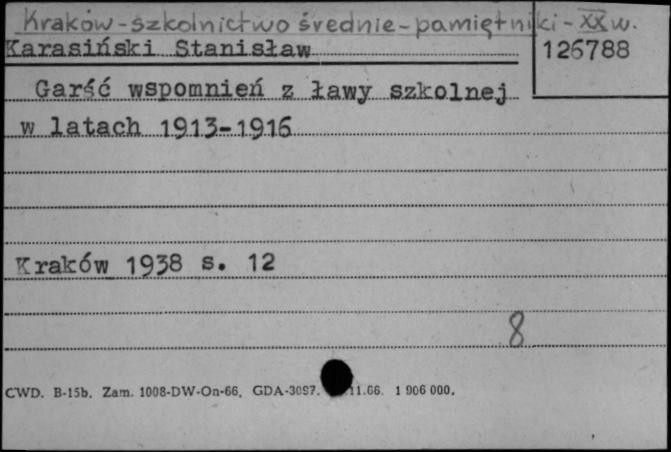 Kraków-szkolnictwo średnie-pamiętniki-XX w.
Karasiński Stanisław
126788
Garść wspomnień z ławy szkolnej
w latach 1913-1916
Kraków 1938 s. 12
8
CWD. B-15b. Zam. 1008-DW-On-66, GDA-3097. 11.66. 1 906 000.